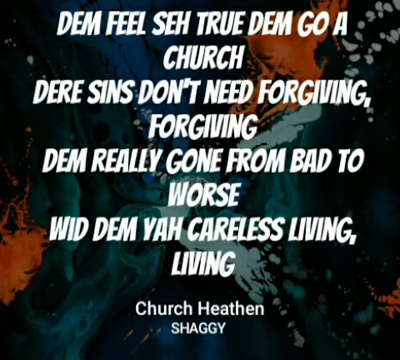 DEM FEEL SEH TRUE DEM GO A
CHURCH
DERE SINS DON'T NEED FORGIVING,
FORGIVING
DEM REALLY GONE FROM BAD TO
WORSE
WID DEM YAH CARELESS LIVING,
LIVING
Church Heathen
SHAGGY